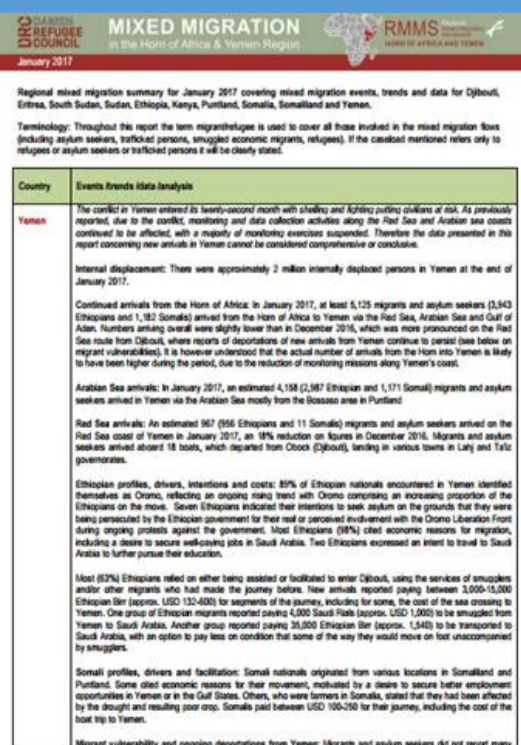 DRC DANISH REFUGEE COUNCIL
MIXED MIGRATION
in the Horn of Africa & Yemen Region
RMMS
HORN OF AFRICA AND YEMEN
January 2017
Regional mixed migration summary for January 2017 covering mixed migration events, trends and data for Djibouti,
Eritrea, South Sudan, Sudan, Ethiopia, Kenya, Puntland, Somalia, Somaliland and Yemen.
Terminology: Throughout this report the term migrant/refugee is used to cover all those involved in the mixed migration flows
(including asylum seekers, trafficked persons, smuggled economic migrants, refugees). If the caseload mentioned refers only to
refugees or asylum seekers or trafficked persons it will be clearly stated.
Country
Events /trends /data /analysis
Yemen
The conflict in Yemen entered its twenty-second month with shelling and fighting putting civilians at risk. As previously
reported, due to the conflict, monitoring and data collection activities along the Red Sea and Arabian sea coasts
continued to be affected, with a majority of monitoring exercises suspended. Therefore the data presented in this
report concerning new arrivals in Yemen cannot be considered comprehensive or conclusive.
Internal displacement: There were approximately 2 million internally displaced persons in Yemen at the end of
January 2017.
Continued arrivals from the Horn of Africa: In January 2017, at least 5,125 migrants and asylum seekers (3,943
Ethiopians and 1,182 Somalis) arrived from the Horn of Africa to Yemen via the Red Sea, Arabian Sea and Gulf of
Aden. Numbers arriving overall were slightly lower than in December 2016, which was more pronounced on the Red
Sea route from Djibouti, where reports of deportations of new arrivals from Yemen continue to persist (see below on
migrant vulnerabilities). It is however understood that the actual number of arrivals from the Horn into Yemen is likely
to have been higher during the period, due to the reduction of monitoring missions along Yemen's coast.
Arabian Sea arrivals: In January 2017, an estimated 4,158 (2,987 Ethiopian and 1,171 Somali) migrants and asylum
seekers arrived in Yemen via the Arabian Sea mostly from the Bossaso area in Puntland
Red Sea arrivals: An estimated 967 (956 Ethiopians and 11 Somalis) migrants and asylum seekers arrived on the
Red Sea coast of Yemen in January 2017, an 18% reduction on figures in December 2016. Migrants and asylum
seekers arrived aboard 18 boats, which departed from Obock (Djibouti), landing in various towns in Lahj and Ta'iz
governorates.
Ethiopian profiles, drivers, intentions and costs: 89% of Ethiopian nationals encountered in Yemen identified
themselves as Oromo, reflecting an ongoing rising trend with Oromo comprising an increasing proportion of the
Ethiopians on the move. Seven Ethiopians indicated their intentions to seek asylum on the grounds that they were
being persecuted by the Ethiopian government for their real or perceived involvement with the Oromo Liberation Front
during ongoing protests against the government. Most Ethiopians (98%) cited economic reasons for migration,
including a desire to secure well-paying jobs in Saudi Arabia. Two Ethiopians expressed an intent to travel to Saudi
Arabia to further pursue their education.
Most (63%) Ethiopians relied on either being assisted or facilitated to enter Djibouti, using the services of smugglers
and/or other migrants who had made the journey before. New arrivals reported paying between 3,000-15,000
Ethiopian Birr (approx. USD 132-600) for segments of the journey, including for some, the cost of the sea crossing to
Yemen. One group of Ethiopian migrants reported paying 4,000 Saudi Rials (approx. USD 1,000) to be smuggled from
Yemen to Saudi Arabia. Another group reported paying 35,000 Ethiopian Birr (approx. 1,540) to be transported to
Saudi Arabia, with an option to pay less on condition that some of the way they would move on foot unaccompanied
by smugglers.
Somali profiles, drivers and facilitation: Somali nationals originated from various locations in Somaliland and
Puntland. Some cited economic reasons for their movement, motivated by a desire to secure better employment
opportunities in Yemen or in the Gulf States. Others, who were farmers in Somalia, stated that they had been affected
by the drought and resulting poor crop. Somalis paid between USD 100-250 for their journey, including the cost of the
boat trip to Yemen.
Migrant vulnerability and ongoing deportations from Yemen: Migrants and asylum seekers did not report many